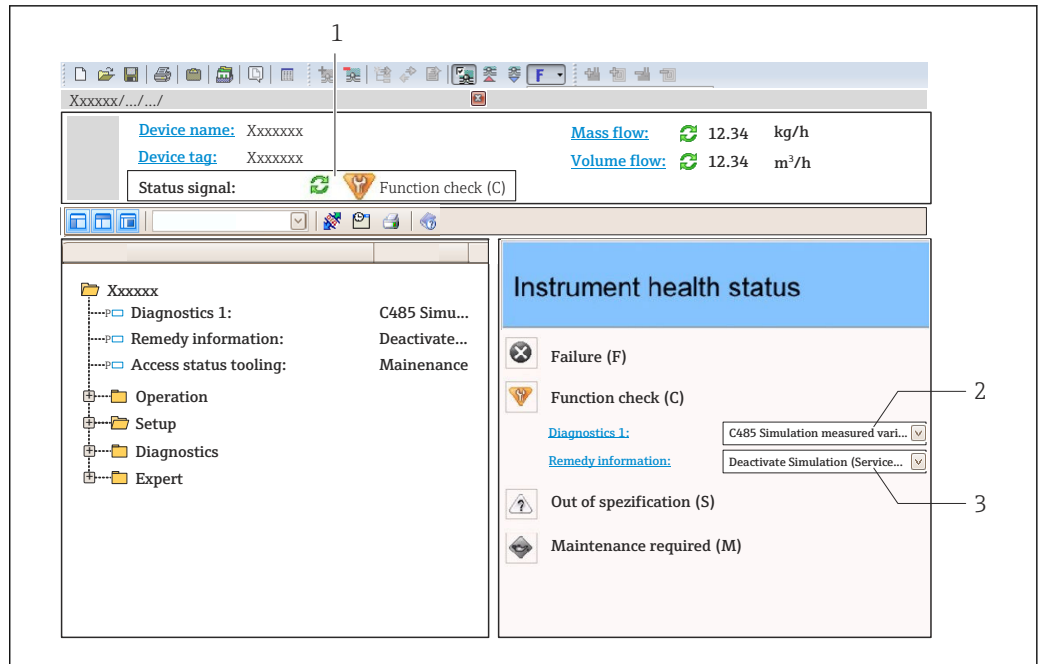 1
F
Xxxxxx/.../.../
Device name: Xxxxxxx
Mass flow: 12.34 kg/h
Device tag: Xxxxxxx
Volume flow: 12.34 m³/h
Status signal: Function check (C)
Xxxxxx
Diagnostics 1: C485 Simu...
Remedy information: Deactivate...
Access status tooling: Mainenance
Operation
Setup
Diagnostics
Expert
Instrument health status
Failure (F)
Function check (C)
2
Diagnostics 1: C485 Simulation measured vari...
Remedy information: Deactivate Simulation (Service...
Out of spezification (S)
3
Maintenance required (M)